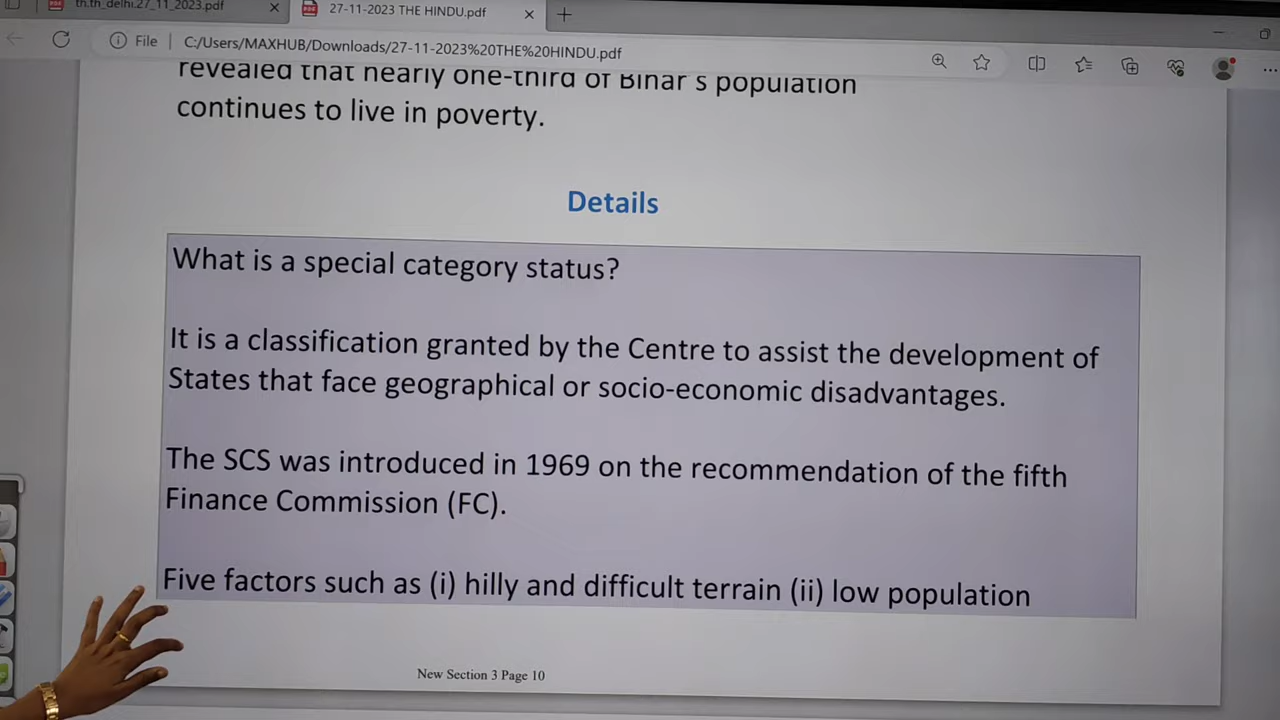 th.th_delhi.27_11_2023.pdf
27-11-2023 THE HINDU.pdf
File
C:/Users/MAXHUB/Downloads/27-11-2023%20THE%20HINDU.pdf
revealed that nearly one-third of Bihar's population
continues to live in poverty.
Details
What is a special category status?
It is a classification granted by the Centre to assist the development of
States that face geographical or socio-economic disadvantages.
The SCS was introduced in 1969 on the recommendation of the fifth
Finance Commission (FC).
Five factors such as (i) hilly and difficult terrain (ii) low population
New Section 3 Page 10